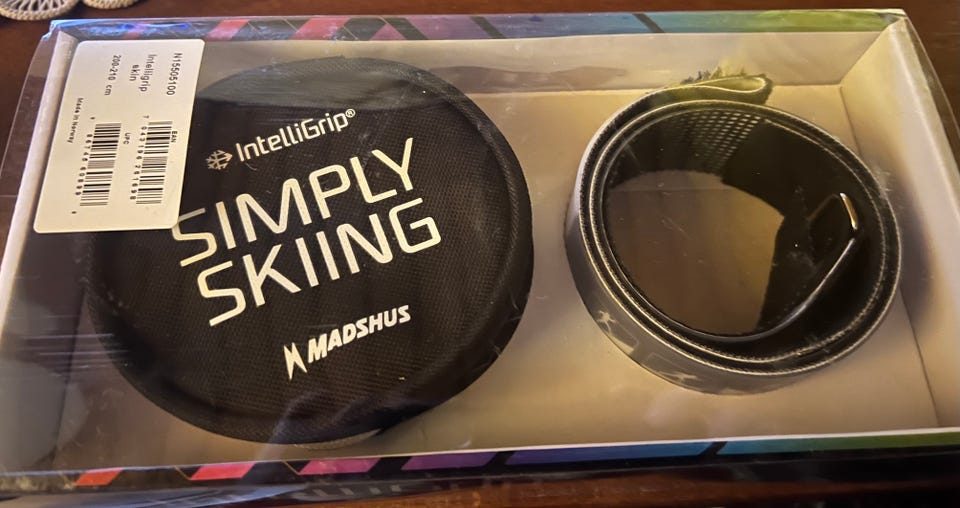 N15505100
Intelligrip
skin
200-210 cm
Made in Norway
EAN
UPC
IntelliGrip®
SIMPLY
SKIING
MADSHUS